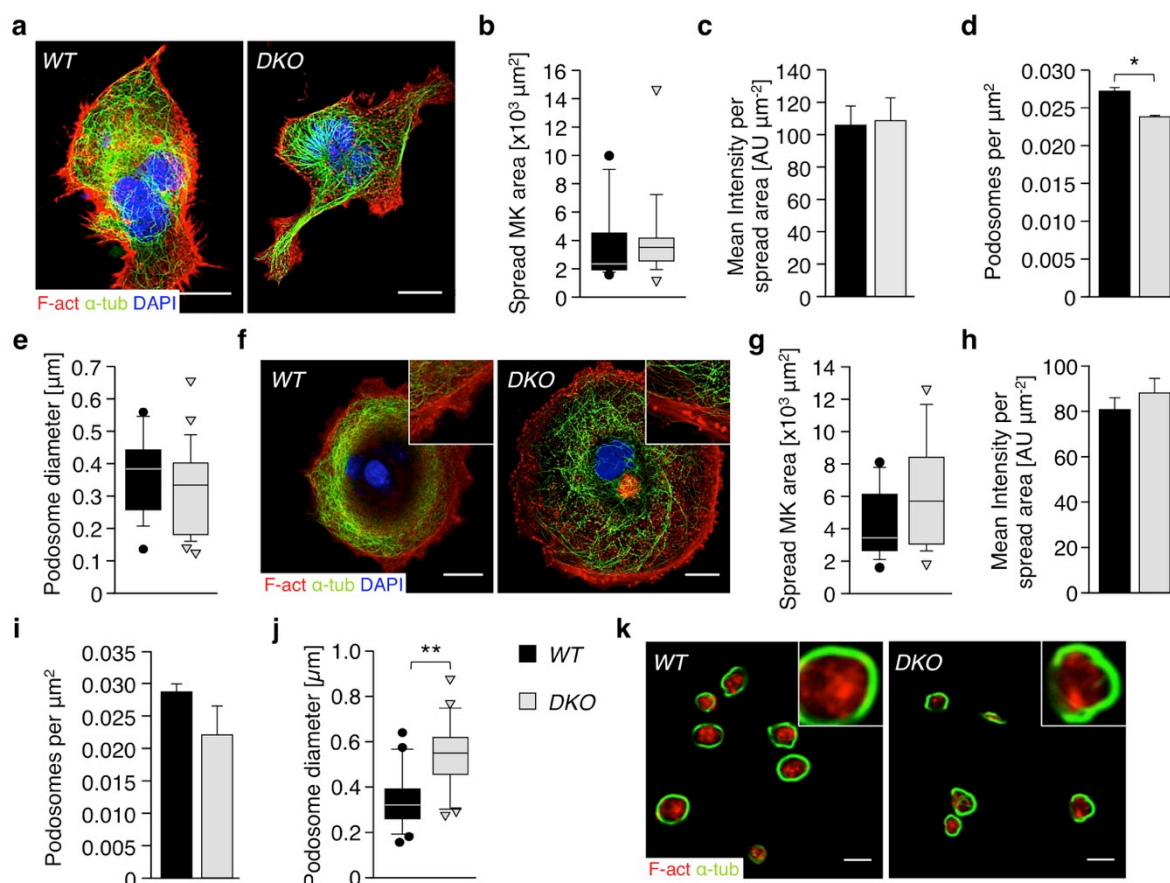 a
WT
DKO
F-act α-tub DAPI
b
Spread MK area [x10³ µm²]
16
14
12
10
8
6
4
2
0
c
Mean Intensity per
spread area [AU µm⁻²]
140
120
100
80
60
40
20
0
d
Podosomes per µm²
*
0.030
0.025
0.020
0.015
0.010
0.005
0.000
e
Podosome diameter [µm]
0.7
0.6
0.5
0.4
0.3
0.2
0.1
0
f
WT
DKO
F-act α-tub DAPI
g
Spread MK area [x10³ µm²]
14
12
10
8
6
4
2
0
h
Mean Intensity per
spread area [AU µm⁻²]
100
80
60
40
20
0
i
Podosomes per µm²
0.035
0.030
0.025
0.020
0.015
0.010
0.005
0.000
j
Podosome diameter [µm]
**
1.0
0.8
0.6
0.4
0.2
0
WT
DKO
k
WT
DKO
F-act α-tub